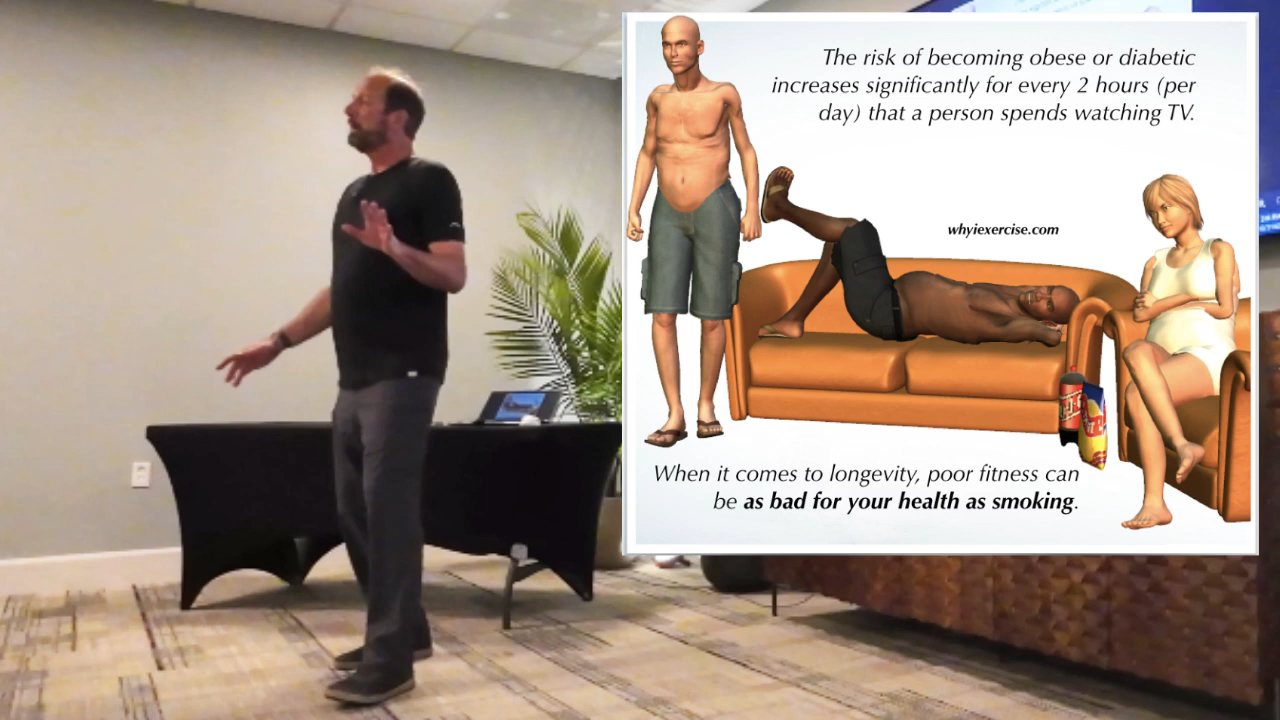 The risk of becoming obese or diabetic
increases significantly for every 2 hours (per
day) that a person spends watching TV.
whyiexercise.com
When it comes to longevity, poor fitness can
be as bad for your health as smoking.